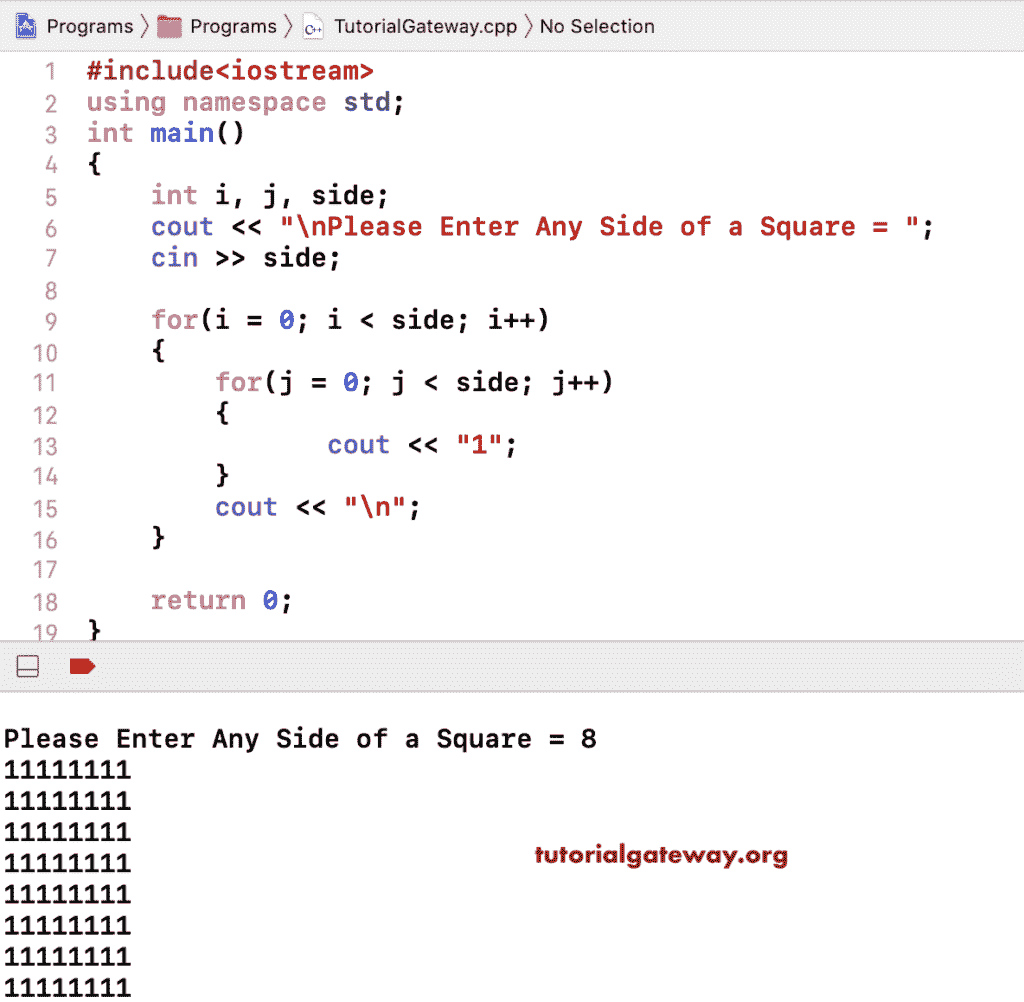 Programs 〉 Programs 〉 TutorialGateway.cpp 〉 No Selection
1 #include<iostream>
2 using namespace std;
3 int main()
4 {
5 int i, j, side;
6 cout << "\nPlease Enter Any Side of a Square = ";
7 cin >> side;
8
9 for(i = 0; i < side; i++)
10 {
11 for(j = 0; j < side; j++)
12 {
13 cout << "1";
14 }
15 cout << "\n";
16 }
17
18 return 0;
19 }
Please Enter Any Side of a Square = 8
11111111
11111111
11111111
tutorialgateway.org
11111111
11111111
11111111
11111111
11111111